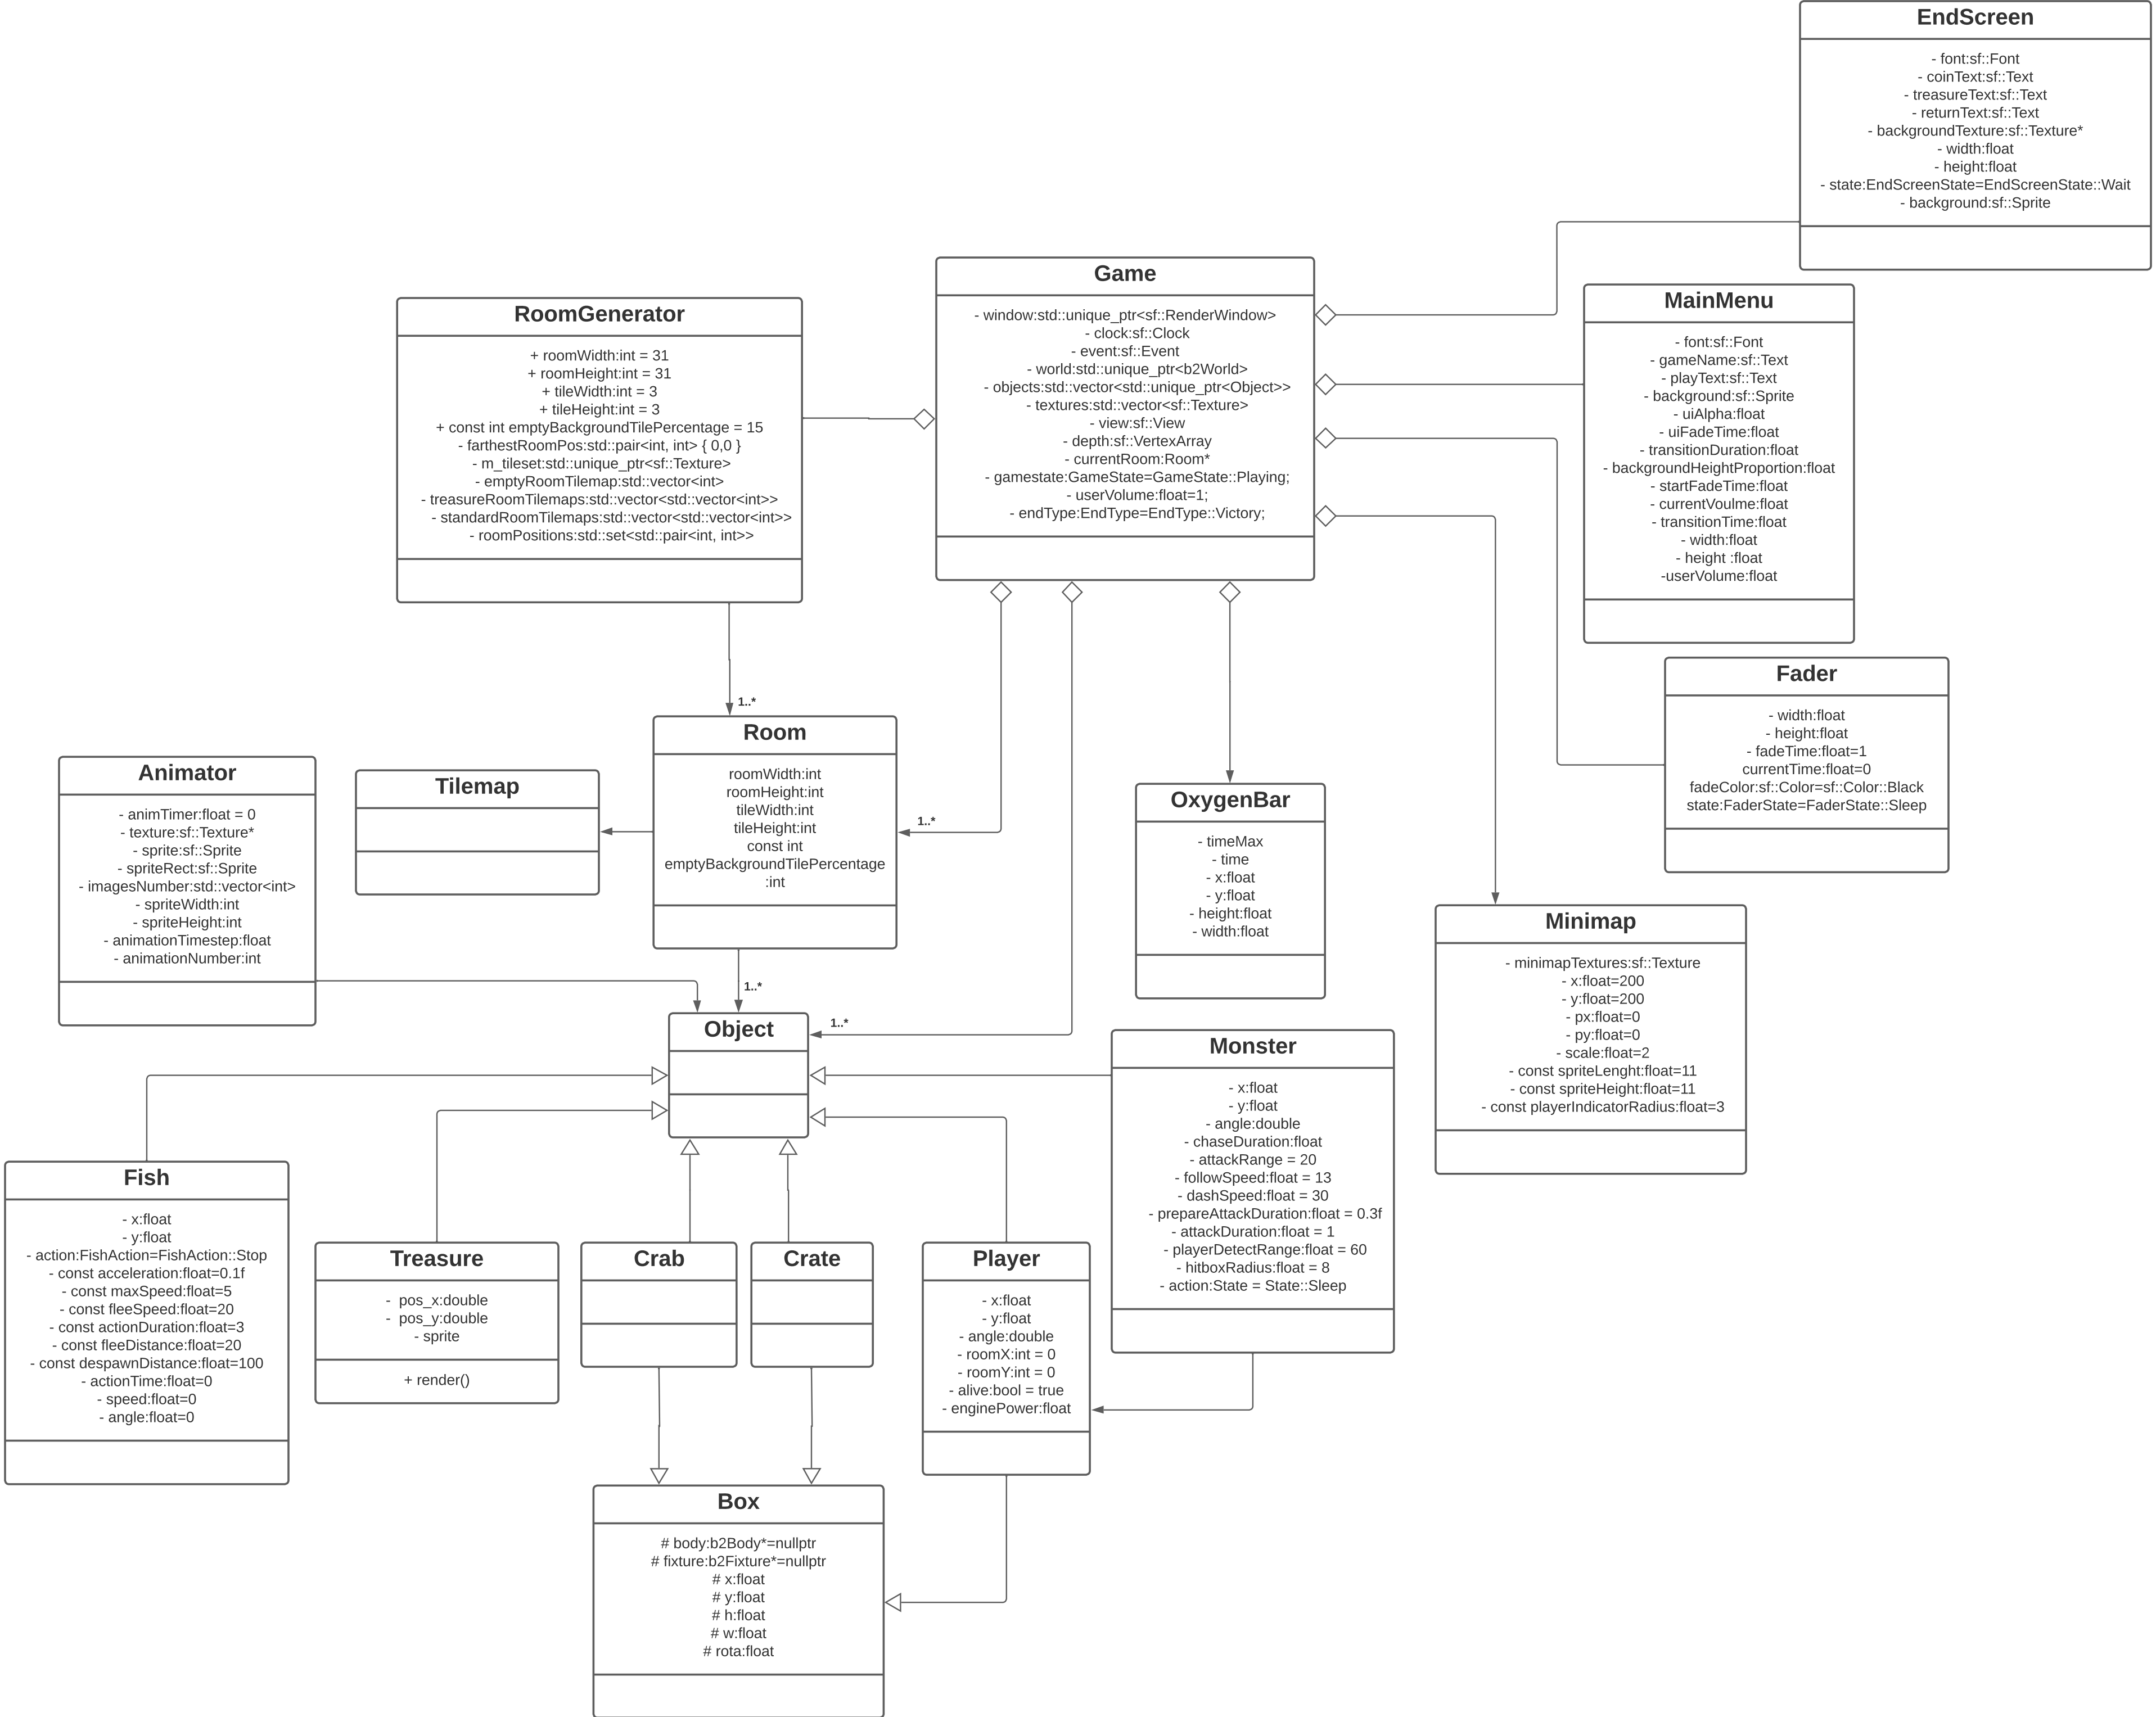 EndScreen
- font:sf::Font
- coinText:sf::Text
- treasureText:sf::Text
- returnText:sf::Text
- backgroundTexture:sf::Texture*
- width:float
- height:float
- state:EndScreenState=EndScreenState::Wait
- background:sf::Sprite
Game
- window:std::unique_ptr<sf::RenderWindow>
- clock:sf::Clock
- event:sf::Event
- world:std::unique_ptr<b2World>
- objects:std::vector<std::unique_ptr<Object>>
- textures:std::vector<sf::Texture>
- view:sf::View
- depth:sf::VertexArray
- currentRoom:Room*
- gamestate:GameState=GameState::Playing;
- userVolume:float=1;
- endType:EndType=EndType::Victory;
MainMenu
- font:sf::Font
- gameName:sf::Text
- playText:sf::Text
- background:sf::Sprite
- uiAlpha:float
- uiFadeTime:float
- transitionDuration:float
- backgroundHeightProportion:float
- startFadeTime:float
- currentVoulme:float
- transitionTime:float
- width:float
- height :float
-userVolume:float
RoomGenerator
+ roomWidth:int = 31
+ roomHeight:int = 31
+ tileWidth:int = 3
+ tileHeight:int = 3
+ const int emptyBackgroundTilePercentage = 15
- farthestRoomPos:std::pair<int, int> { 0,0 }
- m_tileset:std::unique_ptr<sf::Texture>
- emptyRoomTilemap:std::vector<int>
- treasureRoomTilemaps:std::vector<std::vector<int>>
- standardRoomTilemaps:std::vector<std::vector<int>>
- roomPositions:std::set<std::pair<int, int>>
Fader
- width:float
- height:float
- fadeTime:float=1
currentTime:float=0
fadeColor:sf::Color=sf::Color::Black
state:FaderState=FaderState::Sleep
1..*
Room
roomWidth:int
roomHeight:int
tileWidth:int
tileHeight:int
const int
emptyBackgroundTilePercentage
:int
1..*
Animator
- animTimer:float = 0
- texture:sf::Texture*
- sprite:sf::Sprite
- spriteRect:sf::Sprite
- imagesNumber:std::vector<int>
- spriteWidth:int
- spriteHeight:int
- animationTimestep:float
- animationNumber:int
Tilemap
OxygenBar
- timeMax
- time
- x:float
- y:float
- height:float
- width:float
Minimap
- minimapTextures:sf::Texture
- x:float=200
- y:float=200
- px:float=0
- py:float=0
- scale:float=2
- const spriteLenght:float=11
- const spriteHeight:float=11
- const playerIndicatorRadius:float=3
1..*
1..*
Object
Monster
- x:float
- y:float
- angle:double
- chaseDuration:float
- attackRange = 20
- followSpeed:float = 13
- dashSpeed:float = 30
- prepareAttackDuration:float = 0.3f
- attackDuration:float = 1
- playerDetectRange:float = 60
- hitboxRadius:float = 8
- action:State = State::Sleep
Fish
- x:float
- y:float
- action:FishAction=FishAction::Stop
- const acceleration:float=0.1f
- const maxSpeed:float=5
- const fleeSpeed:float=20
- const actionDuration:float=3
- const fleeDistance:float=20
- const despawnDistance:float=100
- actionTime:float=0
- speed:float=0
- angle:float=0
Treasure
- pos_x:double
- pos_y:double
- sprite
+ render()
Crab
Crate
Player
- x:float
- y:float
- angle:double
- roomX:int = 0
- roomY:int = 0
- alive:bool = true
- enginePower:float
Box
# body:b2Body*=nullptr
# fixture:b2Fixture*=nullptr
# x:float
# y:float
# h:float
# w:float
# rota:float